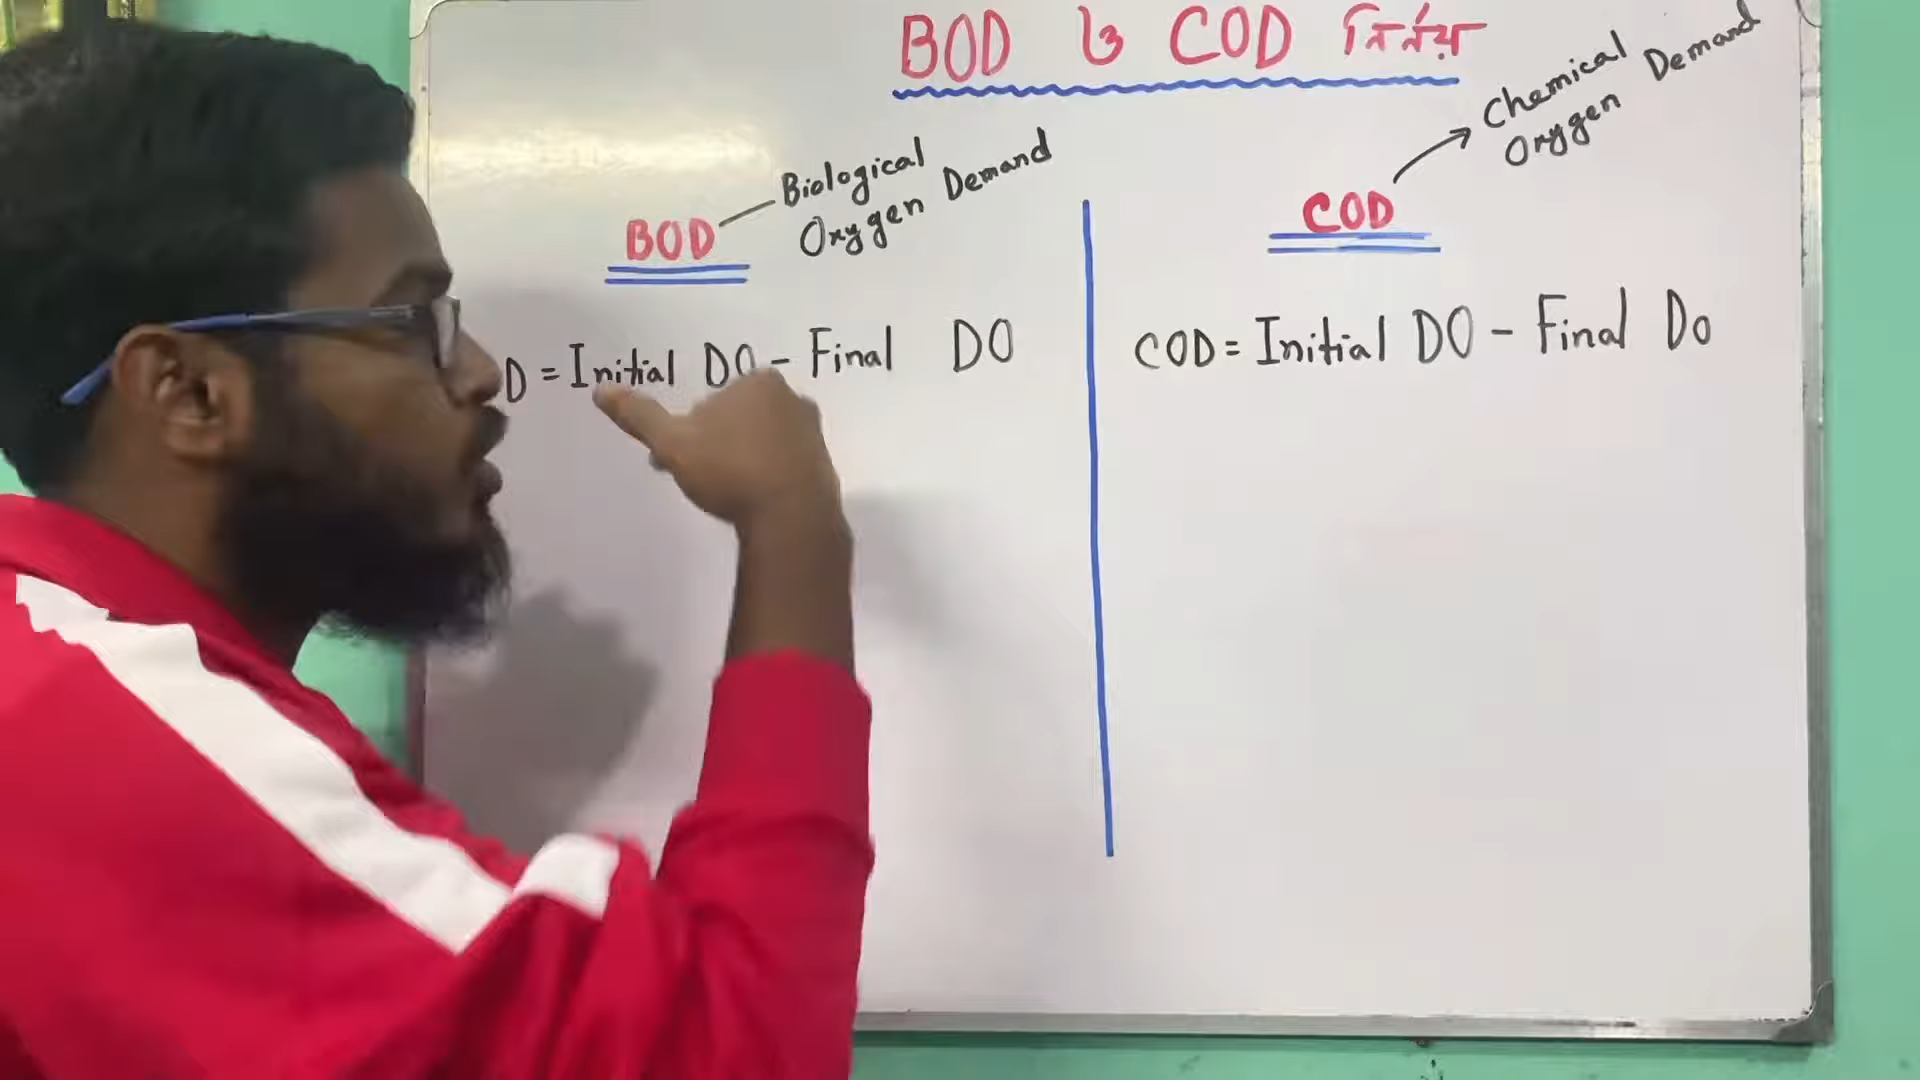 BOD ও COD নির্নয়
Biological
Oxygen Demand
BOD
D = Initial DO - Final DO
Chemical
Oxygen Demand
COD
COD = Initial DO - Final Do